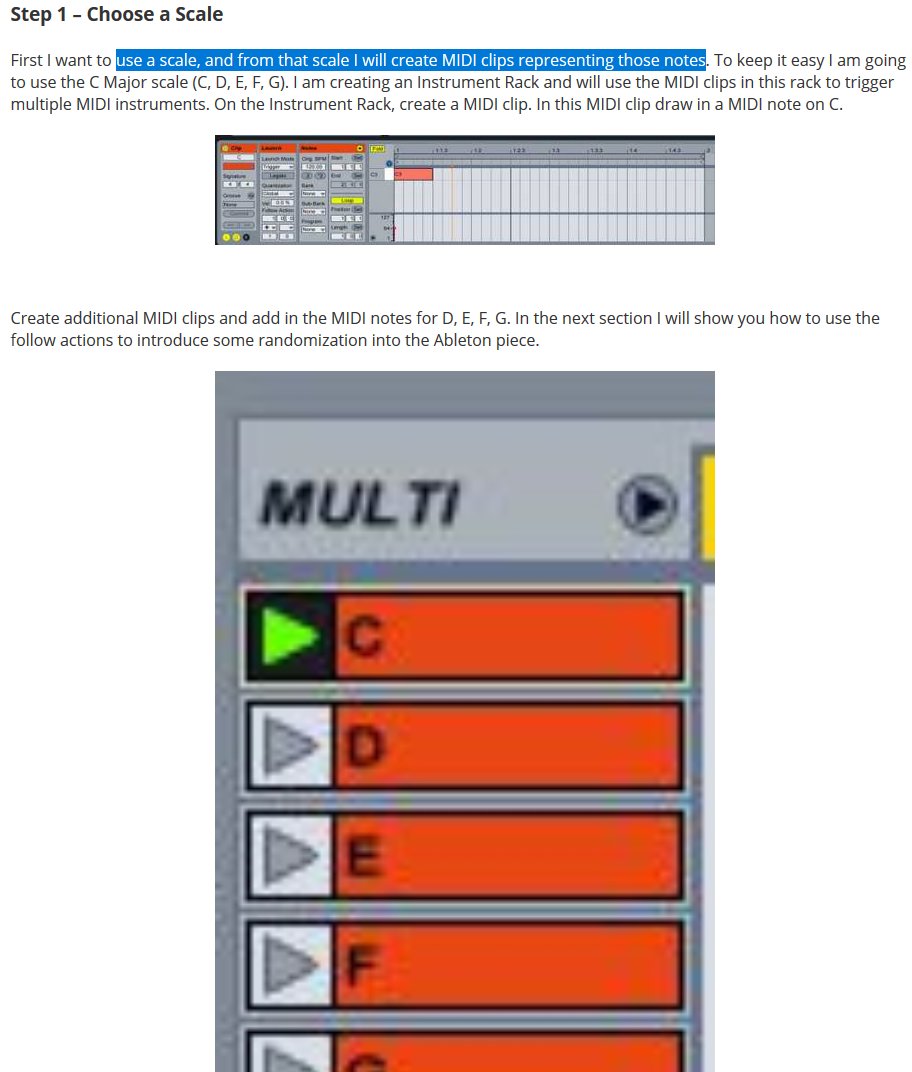 Step 1 – Choose a Scale
First I want to use a scale, and from that scale I will create MIDI clips representing those notes. To keep it easy I am going
to use the C Major scale (C, D, E, F, G). I am creating an Instrument Rack and will use the MIDI clips in this rack to trigger
multiple MIDI instruments. On the Instrument Rack, create a MIDI clip. In this MIDI clip draw in a MIDI note on C.
Clip Launch Notes
Launch Mode Orig. BPM Start
Trigger 120.00
Signature Legato End
Quantization Bank
Groove Global None Loop
None Vel 0.0 % Sub-Bank
Commit Follow Action None Position
Program
None Length
Fold
C3 C3
127
64
1
Create additional MIDI clips and add in the MIDI notes for D, E, F, G. In the next section I will show you how to use the
follow actions to introduce some randomization into the Ableton piece.
MULTI
C
D
E
F
G